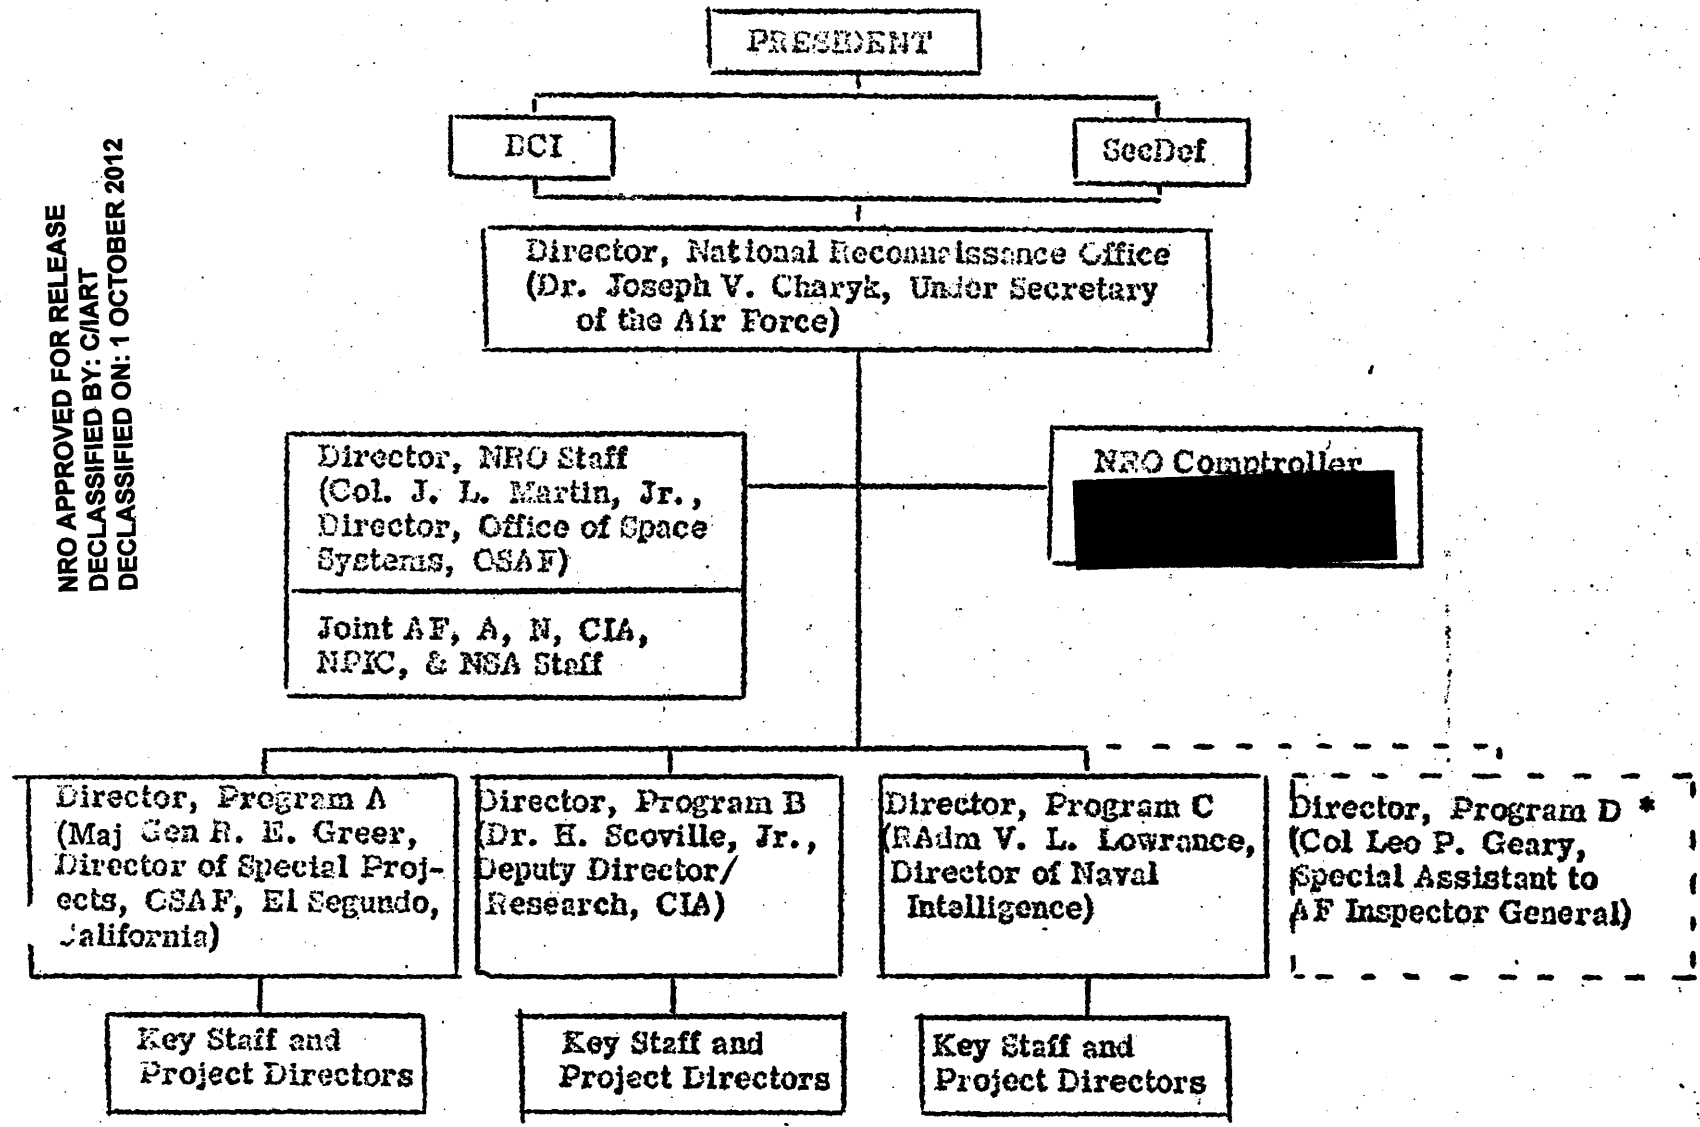 PRESIDENT
DCI
SecDef
Director, National Reconnaissance Office
(Dr. Joseph V. Charyk, Under Secretary
of the Air Force)
NRO APPROVED FOR RELEASE
DECLASSIFIED BY: C/IART
DECLASSIFIED ON: 1 OCTOBER 2012
Director, NRO Staff
(Col. J. L. Martin, Jr.,
Director, Office of Space
Systems, OSAF)
Joint AF, A, N, CIA,
NPIC, & NSA Staff
NRO Comptroller
Director, Program A
(Maj Gen R. E. Greer,
Director of Special Proj-
ects, OSAF, El Segundo,
California)
Director, Program B
(Dr. H. Scoville, Jr.,
Deputy Director/
Research, CIA)
Director, Program C
(RAdm V. L. Lowrance,
Director of Naval
Intelligence)
Director, Program D *
(Col Leo P. Geary,
Special Assistant to
AF Inspector General)
Key Staff and
Project Directors
Key Staff and
Project Directors
Key Staff and
Project Directors